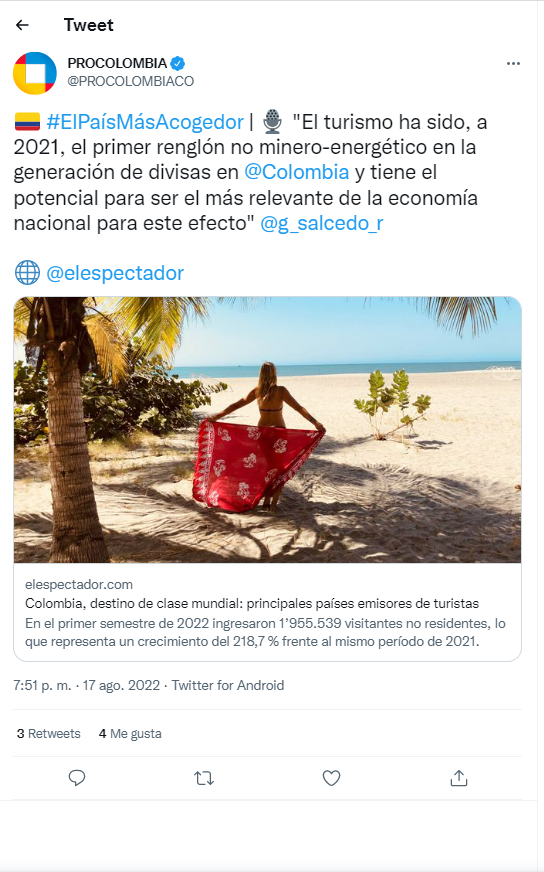 Tweet
PROCOLOMBIA
@PROCOLOMBIACO
#ElPaísMásAcogedor | "El turismo ha sido, a
2021, el primer renglón no minero-energético en la
generación de divisas en @Colombia y tiene el
potencial para ser el más relevante de la economía
nacional para este efecto" @g_salcedo_r
@elespectador
elespectador.com
Colombia, destino de clase mundial: principales países emisores de turistas
En el primer semestre de 2022 ingresaron 1’955.539 visitantes no residentes, lo
que representa un crecimiento del 218,7 % frente al mismo período de 2021.
7:51 p. m. · 17 ago. 2022 · Twitter for Android
3 Retweets 4 Me gusta